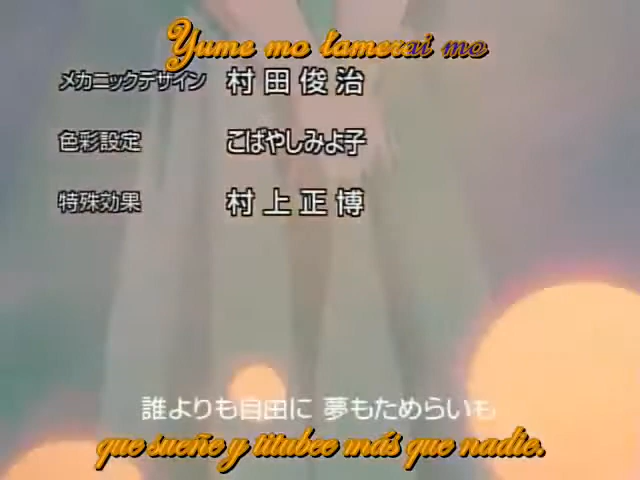 Yume mo tamerai mo
メカニックデザイン 村田俊治
色彩設定 こばやしみよ子
特殊効果 村上正博
誰よりも自由に 夢もためらいも
que sueñe y titubee más que nadie.